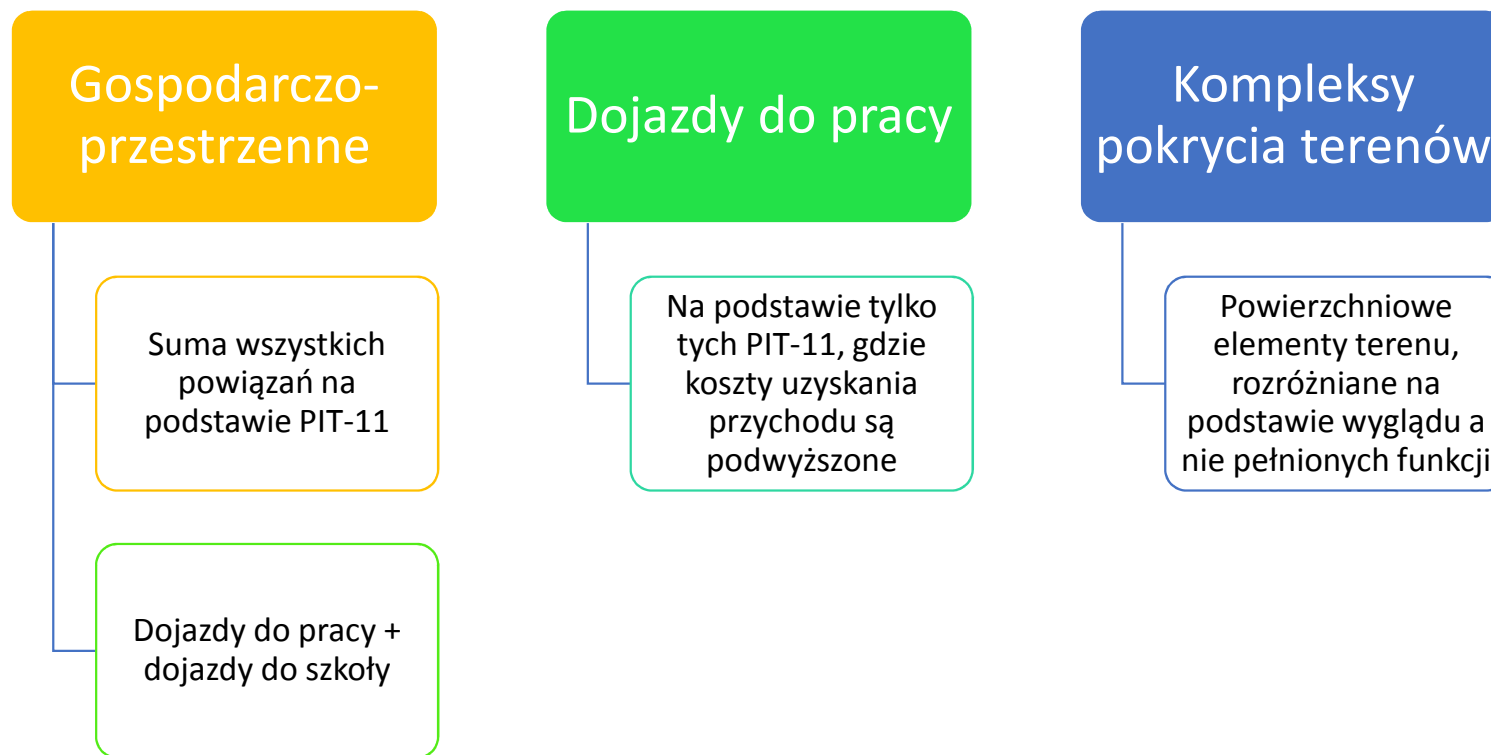 Gospodarczo-
przestrzenne
Suma wszystkich
powiązań na
podstawie PIT-11
Dojazdy do pracy +
dojazdy do szkoły
Dojazdy do pracy
Na podstawie tylko
tych PIT-11, gdzie
koszty uzyskania
przychodu są
podwyższone
Kompleksy
pokrycia terenów
Powierzchniowe
elementy terenu,
rozróżniane na
podstawie wyglądu a
nie pełnionych funkcji